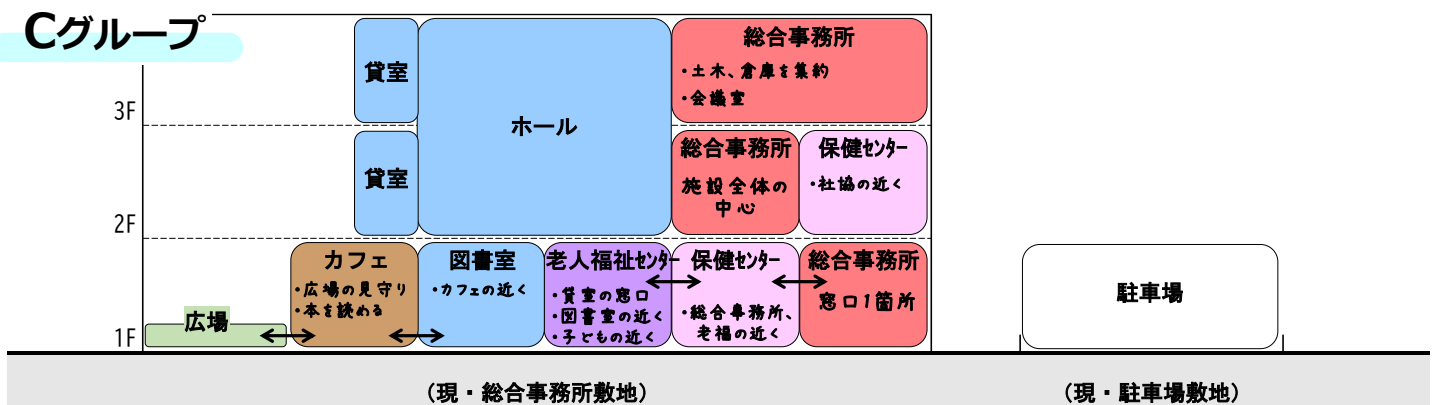 Cグループ
3F
貸室
ホール
総合事務所
・土木、倉庫を集約
・会議室
2F
貸室
総合事務所
施設全体の
中心
保健センター
・社協の近く
1F
広場
カフェ
・広場の見守り
・本を読める
図書室
・カフェの近く
老人福祉センター
・貸室の窓口
・図書室の近く
・子どもの近く
保健センター
・総合事務所、
老福の近く
総合事務所
窓口1箇所
駐車場
（現・総合事務所敷地）
（現・駐車場敷地）